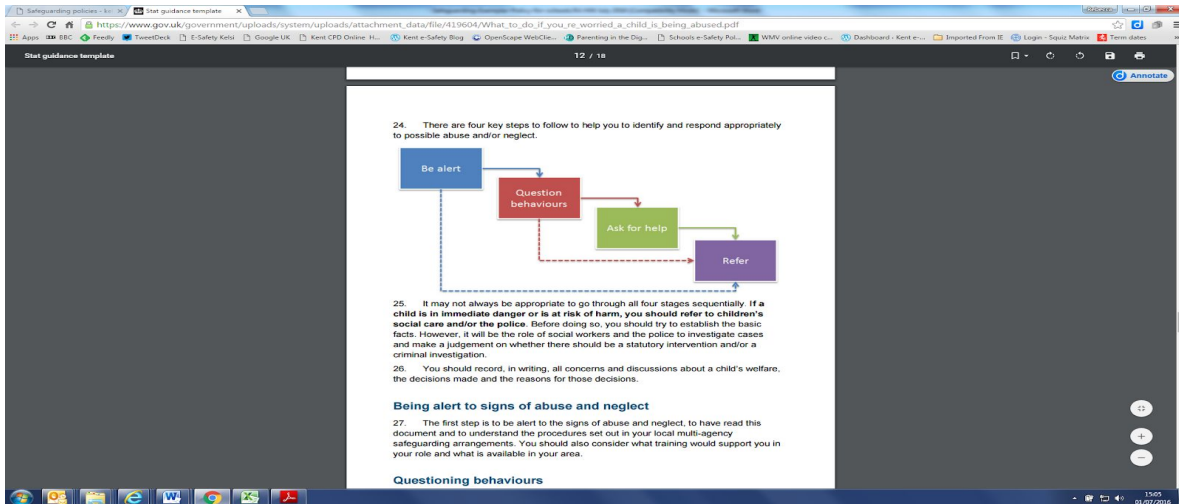 Safeguarding policies - ke
Stat guidance template
https://www.gov.uk/government/uploads/system/uploads/attachment_data/file/419604/What_to_do_if_you_re_worried_a_child_is_being_abused.pdf
Apps BBC Feedly TweetDeck E-Safety Kelsi Google UK Kent CPD Online H... Kent e-Safety Blog OpenScape WebClie... Parenting in the Dig... Schools e-Safety Pol... WMV online video c... Dashboard - Kent e-... Imported From IE Login - Squiz Matrix Term dates
Stat guidance template 12 / 18
Annotate
24. There are four key steps to follow to help you to identify and respond appropriately
to possible abuse and/or neglect.
Be alert
Question
behaviours
Ask for help
Refer
25. It may not always be appropriate to go through all four stages sequentially. If a
child is in immediate danger or is at risk of harm, you should refer to children's
social care and/or the police. Before doing so, you should try to establish the basic
facts. However, it will be the role of social workers and the police to investigate cases
and make a judgement on whether there should be a statutory intervention and/or a
criminal investigation.
26. You should record, in writing, all concerns and discussions about a child's welfare,
the decisions made and the reasons for those decisions.
Being alert to signs of abuse and neglect
27. The first step is to be alert to the signs of abuse and neglect, to have read this
document and to understand the procedures set out in your local multi-agency
safeguarding arrangements. You should also consider what training would support you in
your role and what is available in your area.
Questioning behaviours
15:05
01/07/2016